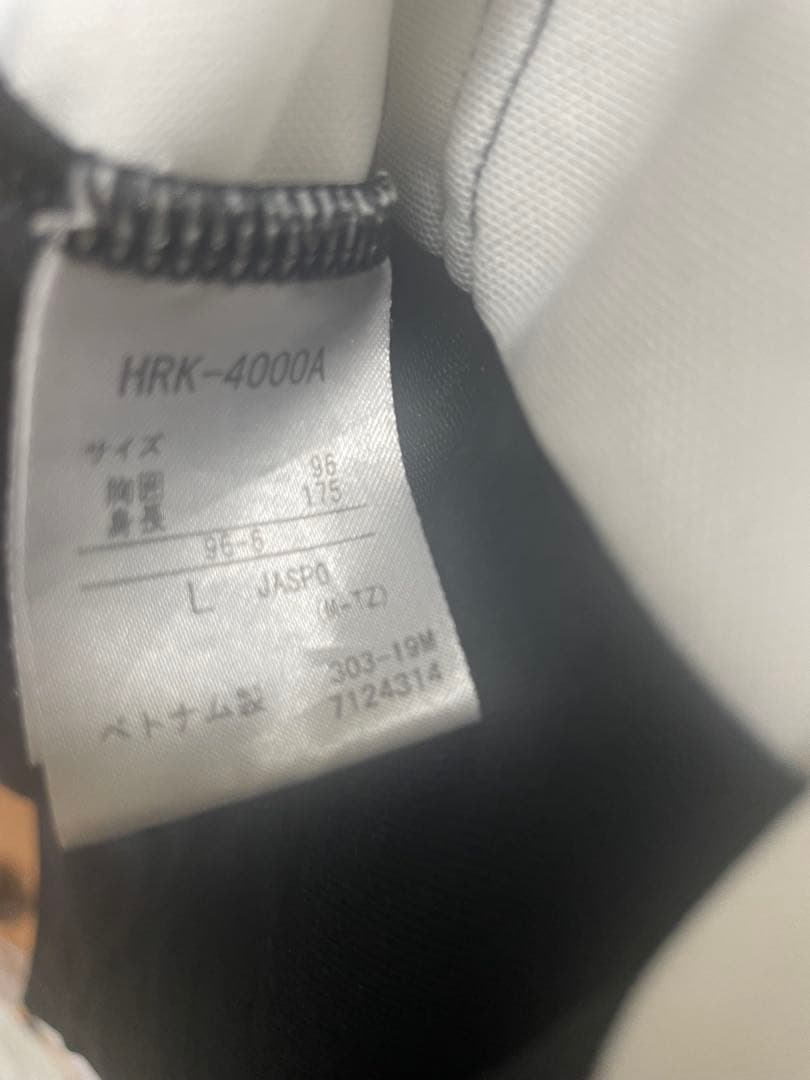 HRK-4000A
サイズ
胸囲 96
身長 175
96-6
L JASPO
(M-TZ)
303-19M
ベトナム製 7124314